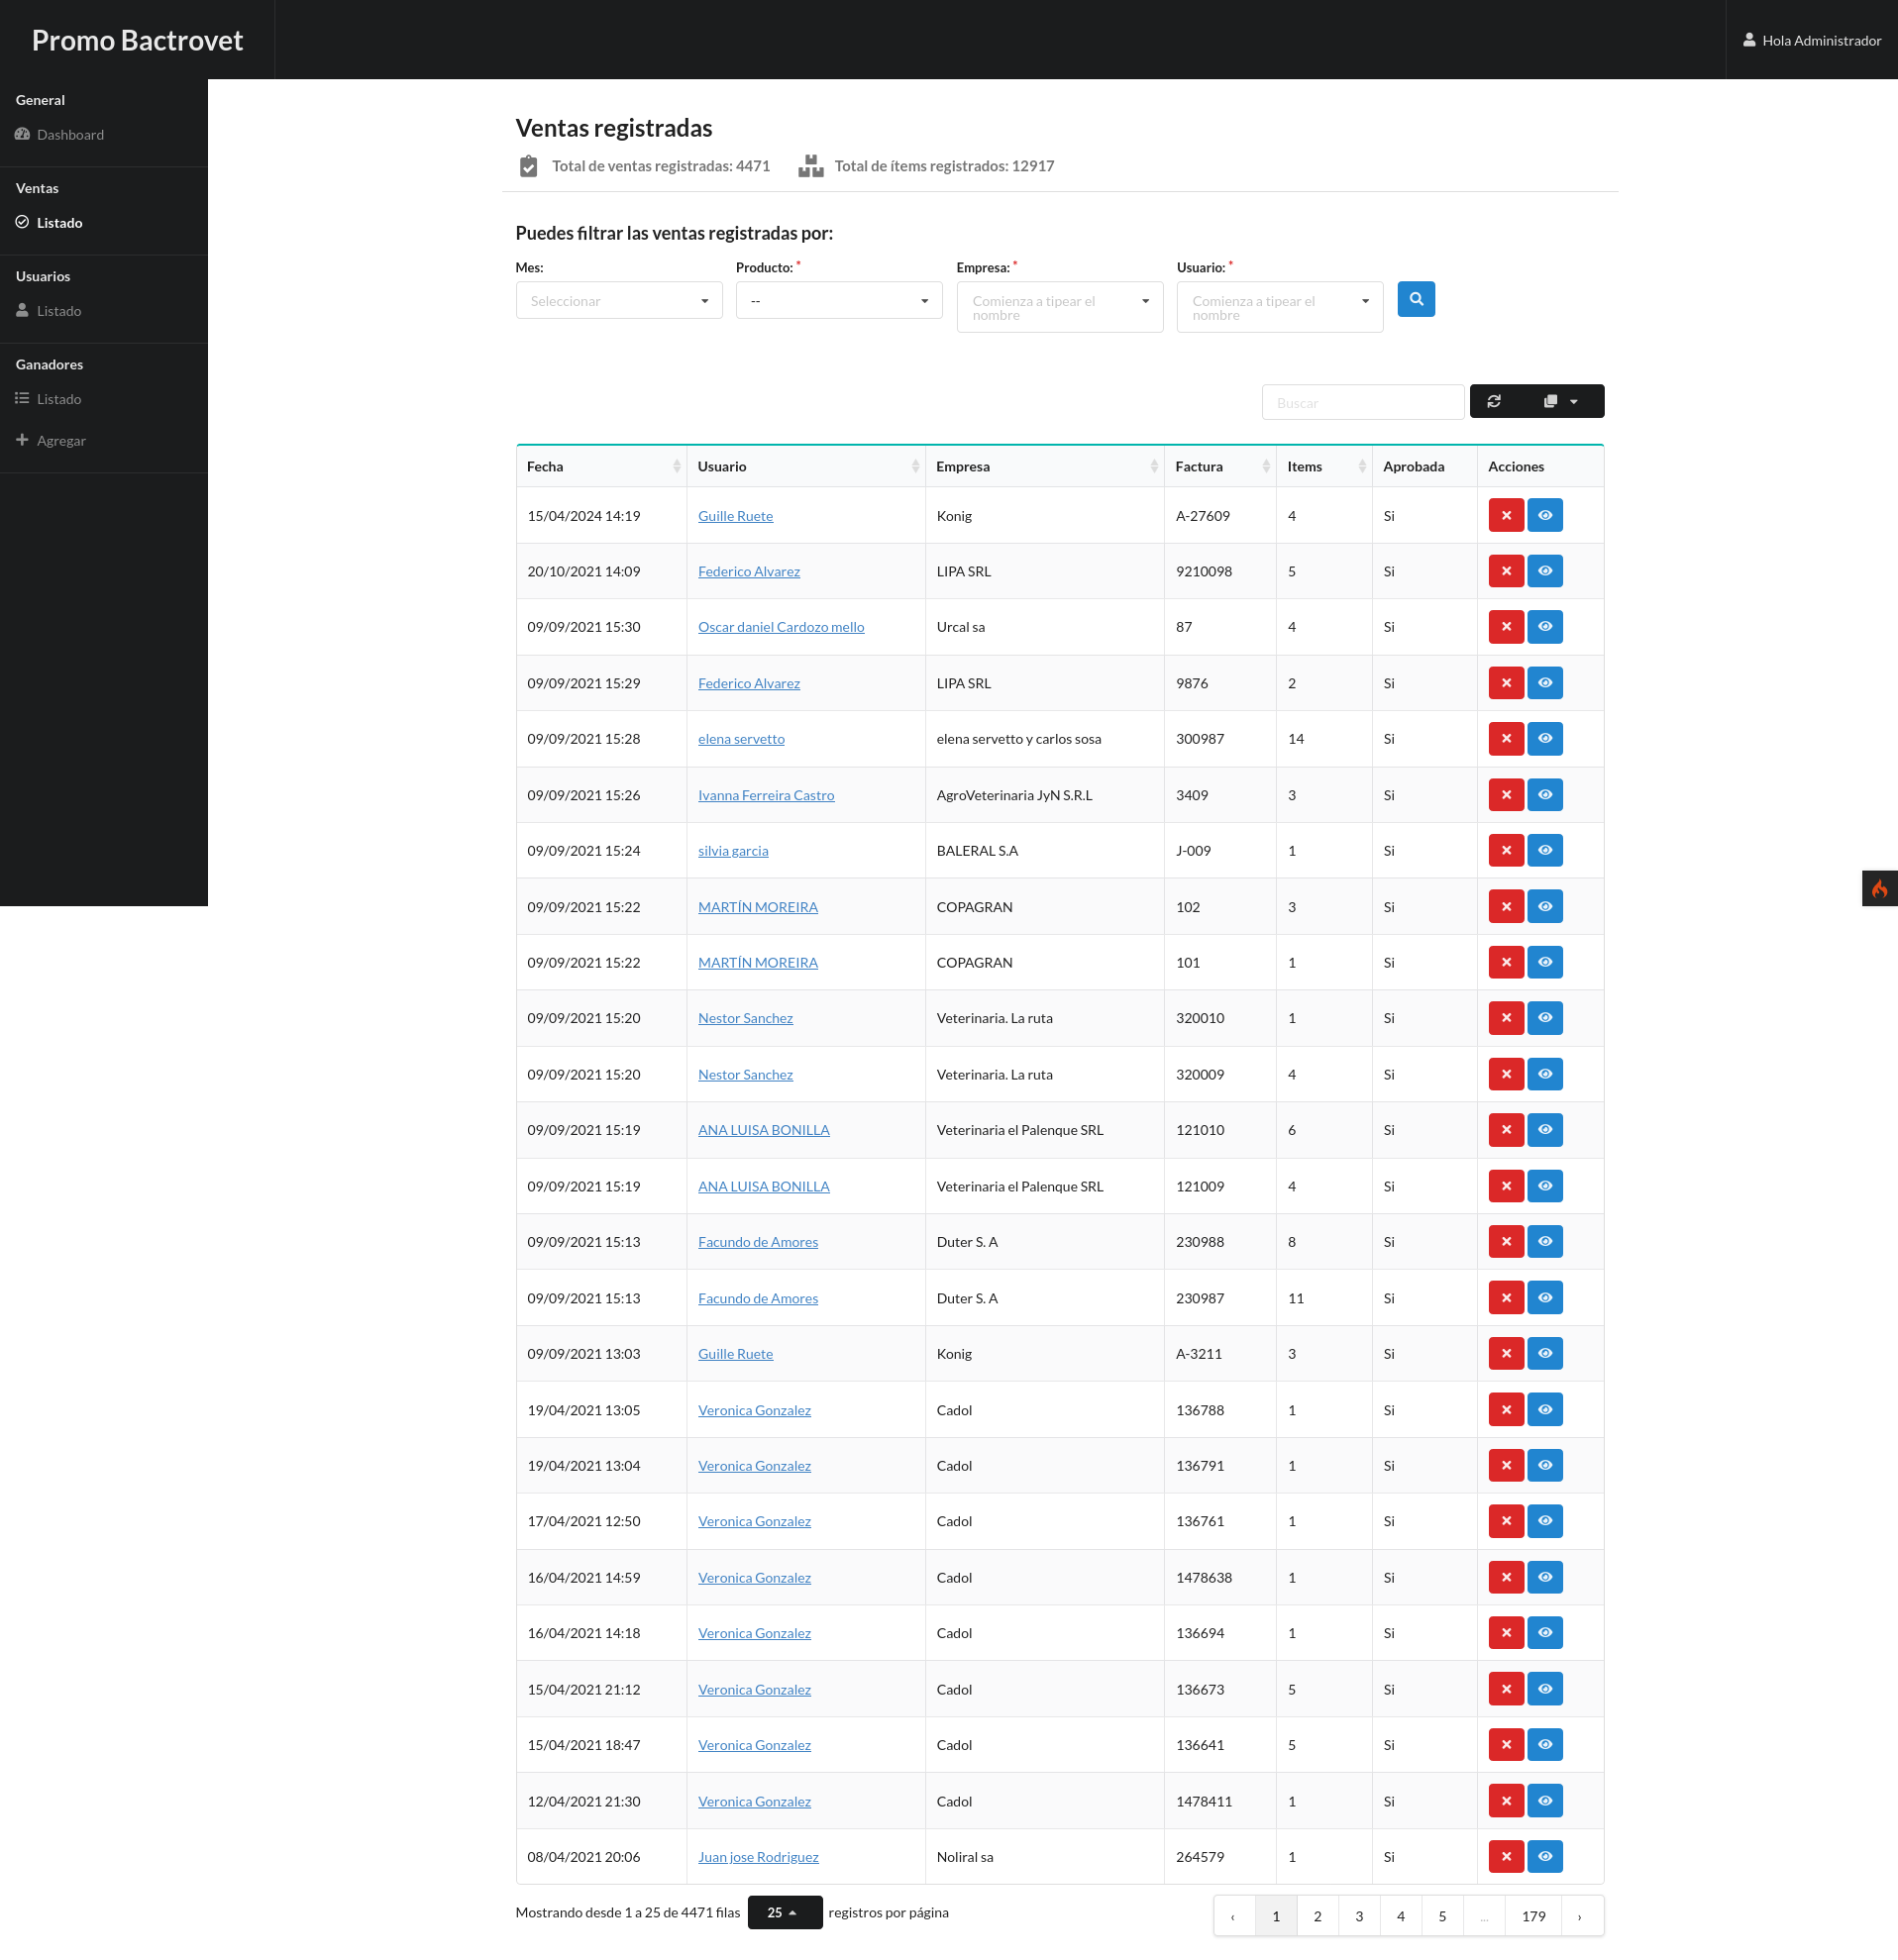 Promo Bactrovet
Hola Administrador
General
Dashboard
Ventas
Listado
Usuarios
Listado
Ganadores
Listado
Agregar
Ventas registradas
Total de ventas registradas: 4471 Total de ítems registrados: 12917
Puedes filtrar las ventas registradas por:
Mes: Producto: * Empresa: * Usuario: *
Seleccionar -- Comienza a tipear el nombre Comienza a tipear el nombre
Buscar
Fecha Usuario Empresa Factura Items Aprobada Acciones
15/04/2024 14:19 Guille Ruete Konig A-27609 4 Si
20/10/2021 14:09 Federico Alvarez LIPA SRL 9210098 5 Si
09/09/2021 15:30 Oscar daniel Cardozo mello Urcal sa 87 4 Si
09/09/2021 15:29 Federico Alvarez LIPA SRL 9876 2 Si
09/09/2021 15:28 elena servetto elena servetto y carlos sosa 300987 14 Si
09/09/2021 15:26 Ivanna Ferreira Castro AgroVeterinaria JyN S.R.L 3409 3 Si
09/09/2021 15:24 silvia garcia BALERAL S.A J-009 1 Si
09/09/2021 15:22 MARTÍN MOREIRA COPAGRAN 102 3 Si
09/09/2021 15:22 MARTÍN MOREIRA COPAGRAN 101 1 Si
09/09/2021 15:20 Nestor Sanchez Veterinaria. La ruta 320010 1 Si
09/09/2021 15:20 Nestor Sanchez Veterinaria. La ruta 320009 4 Si
09/09/2021 15:19 ANA LUISA BONILLA Veterinaria el Palenque SRL 121010 6 Si
09/09/2021 15:19 ANA LUISA BONILLA Veterinaria el Palenque SRL 121009 4 Si
09/09/2021 15:13 Facundo de Amores Duter S. A 230988 8 Si
09/09/2021 15:13 Facundo de Amores Duter S. A 230987 11 Si
09/09/2021 13:03 Guille Ruete Konig A-3211 3 Si
19/04/2021 13:05 Veronica Gonzalez Cadol 136788 1 Si
19/04/2021 13:04 Veronica Gonzalez Cadol 136791 1 Si
17/04/2021 12:50 Veronica Gonzalez Cadol 136761 1 Si
16/04/2021 14:59 Veronica Gonzalez Cadol 1478638 1 Si
16/04/2021 14:18 Veronica Gonzalez Cadol 136694 1 Si
15/04/2021 21:12 Veronica Gonzalez Cadol 136673 5 Si
15/04/2021 18:47 Veronica Gonzalez Cadol 136641 5 Si
12/04/2021 21:30 Veronica Gonzalez Cadol 1478411 1 Si
08/04/2021 20:06 Juan jose Rodriguez Noliral sa 264579 1 Si
Mostrando desde 1 a 25 de 4471 filas 25 registros por página ‹ 1 2 3 4 5 ... 179 ›